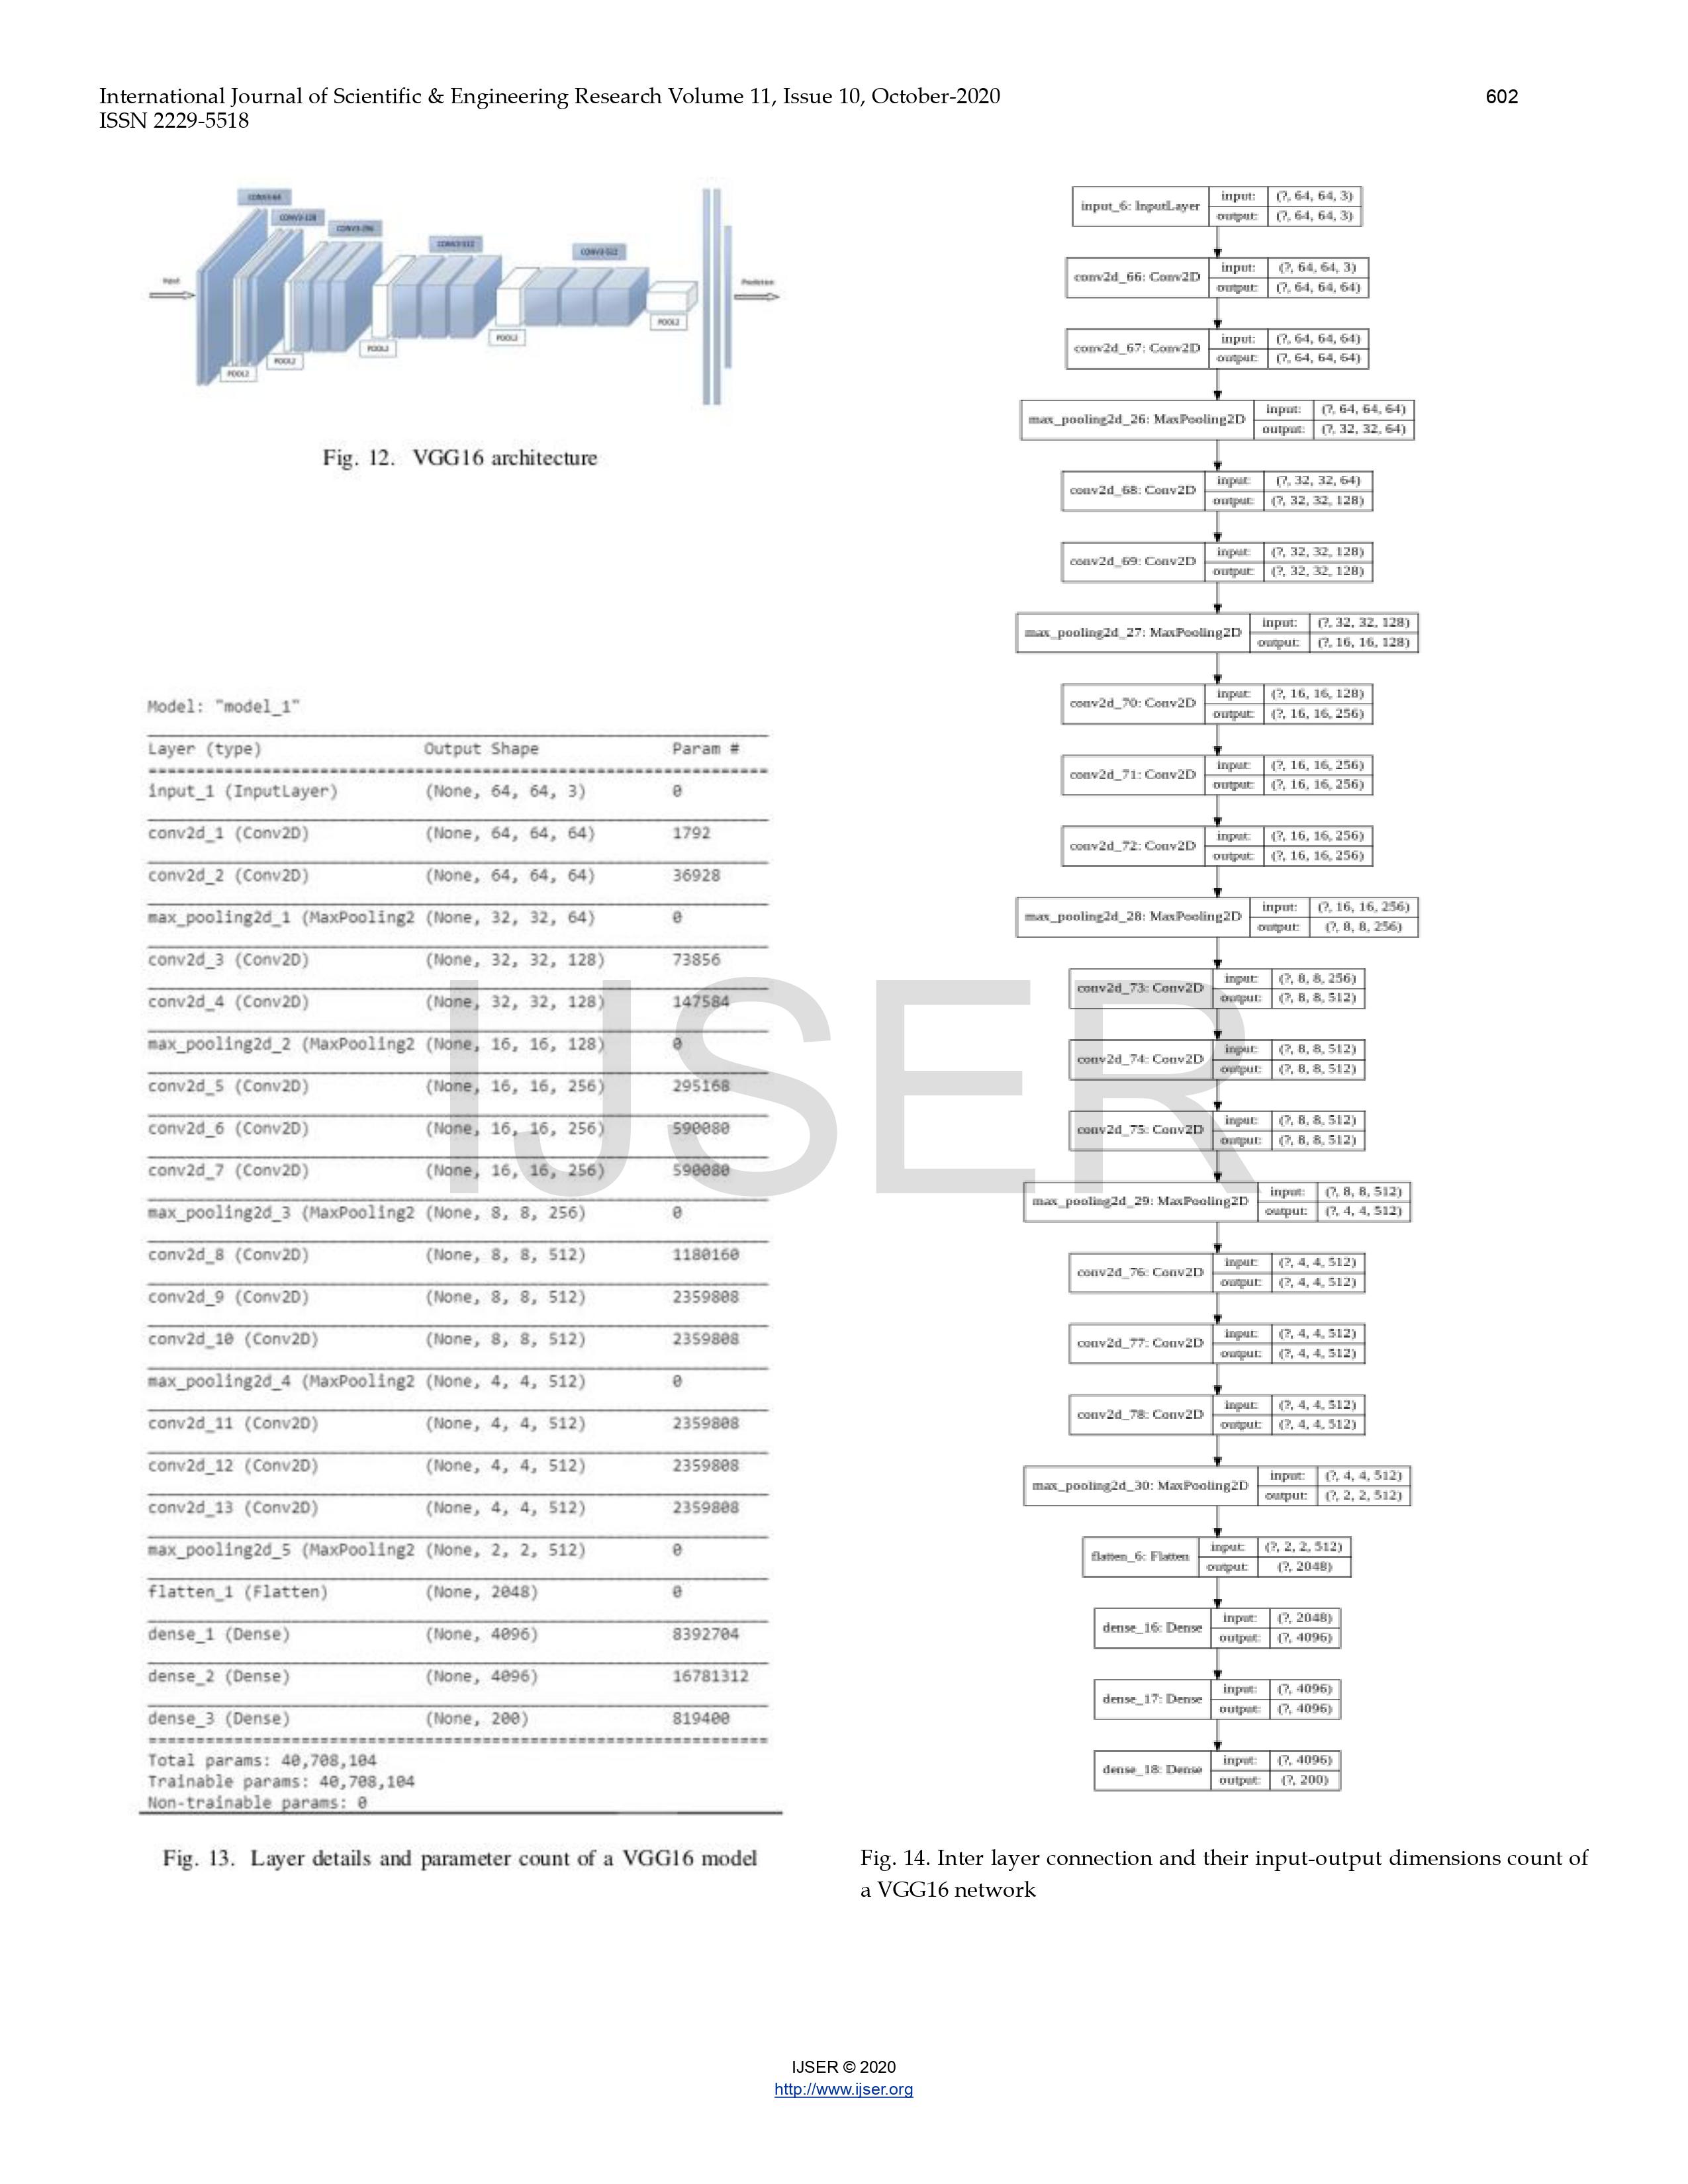 International Journal of Scientific & Engineering Research Volume 11, Issue 10, October-2020 602
ISSN 2229-5518
CONV3-64
CONV3-128
CONV3-256
CONV3-512
CONV3-512
Input
Prediction
POOL2
POOL2
POOL2
POOL2
POOL2
Fig. 12. VGG16 architecture
Model: "model_1"
Layer (type) Output Shape Param #
input_1 (InputLayer) (None, 64, 64, 3) 0
conv2d_1 (Conv2D) (None, 64, 64, 64) 1792
conv2d_2 (Conv2D) (None, 64, 64, 64) 36928
max_pooling2d_1 (MaxPooling2 (None, 32, 32, 64) 0
conv2d_3 (Conv2D) (None, 32, 32, 128) 73856
conv2d_4 (Conv2D) (None, 32, 32, 128) 147584
max_pooling2d_2 (MaxPooling2 (None, 16, 16, 128) 0
conv2d_5 (Conv2D) (None, 16, 16, 256) 295168
conv2d_6 (Conv2D) (None, 16, 16, 256) 590080
conv2d_7 (Conv2D) (None, 16, 16, 256) 590080
max_pooling2d_3 (MaxPooling2 (None, 8, 8, 256) 0
conv2d_8 (Conv2D) (None, 8, 8, 512) 1180160
conv2d_9 (Conv2D) (None, 8, 8, 512) 2359808
conv2d_10 (Conv2D) (None, 8, 8, 512) 2359808
max_pooling2d_4 (MaxPooling2 (None, 4, 4, 512) 0
conv2d_11 (Conv2D) (None, 4, 4, 512) 2359808
conv2d_12 (Conv2D) (None, 4, 4, 512) 2359808
conv2d_13 (Conv2D) (None, 4, 4, 512) 2359808
max_pooling2d_5 (MaxPooling2 (None, 2, 2, 512) 0
flatten_1 (Flatten) (None, 2048) 0
dense_1 (Dense) (None, 4096) 8392704
dense_2 (Dense) (None, 4096) 16781312
dense_3 (Dense) (None, 200) 819400
Total params: 40,708,104
Trainable params: 40,708,104
Non-trainable params: 0
Fig. 13. Layer details and parameter count of a VGG16 model
input_6: InputLayer input: (?, 64, 64, 3)
output: (?, 64, 64, 3)
conv2d_66: Conv2D input: (?, 64, 64, 3)
output: (?, 64, 64, 64)
conv2d_67: Conv2D input: (?, 64, 64, 64)
output: (?, 64, 64, 64)
max_pooling2d_26: MaxPooling2D input: (?, 64, 64, 64)
output: (?, 32, 32, 64)
conv2d_68: Conv2D input: (?, 32, 32, 64)
output: (?, 32, 32, 128)
conv2d_69: Conv2D input: (?, 32, 32, 128)
output: (?, 32, 32, 128)
max_pooling2d_27: MaxPooling2D input: (?, 32, 32, 128)
output: (?, 16, 16, 128)
conv2d_70: Conv2D input: (?, 16, 16, 128)
output: (?, 16, 16, 256)
conv2d_71: Conv2D input: (?, 16, 16, 256)
output: (?, 16, 16, 256)
conv2d_72: Conv2D input: (?, 16, 16, 256)
output: (?, 16, 16, 256)
max_pooling2d_28: MaxPooling2D input: (?, 16, 16, 256)
output: (?, 8, 8, 256)
conv2d_73: Conv2D input: (?, 8, 8, 256)
output: (?, 8, 8, 512)
conv2d_74: Conv2D input: (?, 8, 8, 512)
output: (?, 8, 8, 512)
conv2d_75: Conv2D input: (?, 8, 8, 512)
output: (?, 8, 8, 512)
max_pooling2d_29: MaxPooling2D input: (?, 8, 8, 512)
output: (?, 4, 4, 512)
conv2d_76: Conv2D input: (?, 4, 4, 512)
output: (?, 4, 4, 512)
conv2d_77: Conv2D input: (?, 4, 4, 512)
output: (?, 4, 4, 512)
conv2d_78: Conv2D input: (?, 4, 4, 512)
output: (?, 4, 4, 512)
max_pooling2d_30: MaxPooling2D input: (?, 4, 4, 512)
output: (?, 2, 2, 512)
flatten_6: Flatten input: (?, 2, 2, 512)
output: (?, 2048)
dense_16: Dense input: (?, 2048)
output: (?, 4096)
dense_17: Dense input: (?, 4096)
output: (?, 4096)
dense_18: Dense input: (?, 4096)
output: (?, 200)
Fig. 14. Inter layer connection and their input-output dimensions count of
a VGG16 network
IJSER
IJSER © 2020
http://www.ijser.org